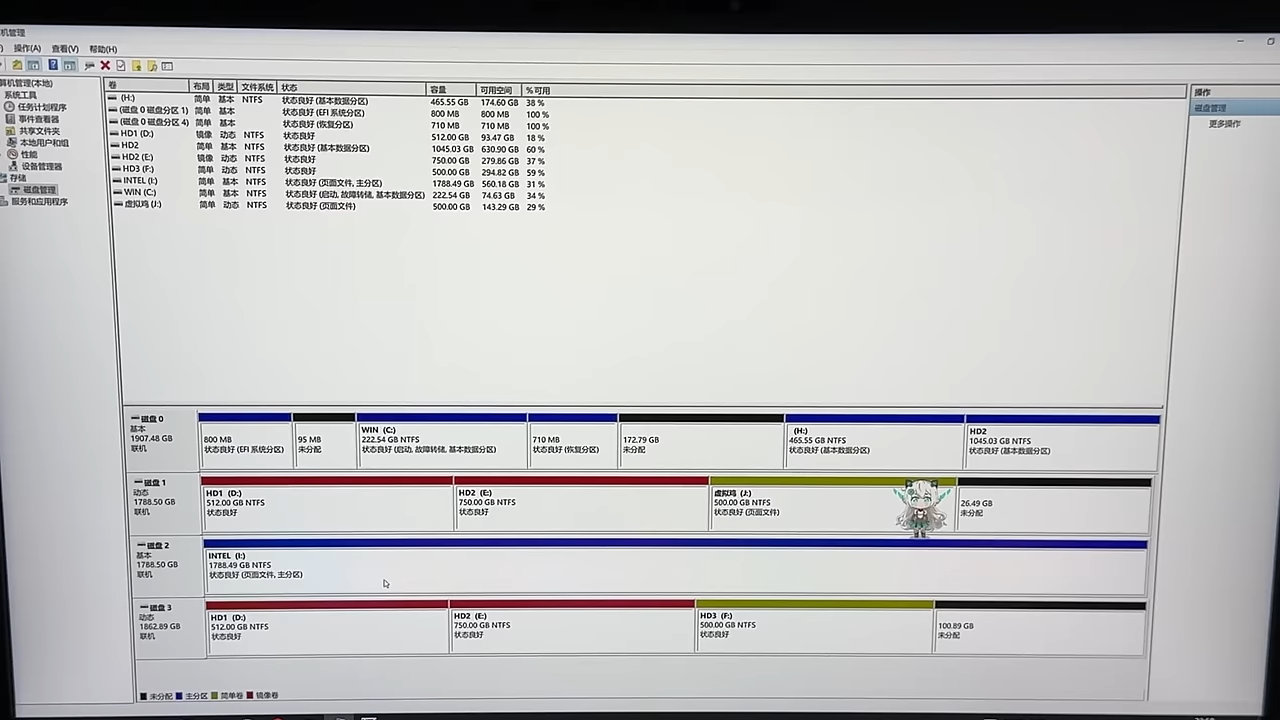 机管理
操作(A) 查看(V) 帮助(H)
算机管理(本地)
系统工具
任务计划程序
事件查看器
共享文件夹
本地用户和组
性能
设备管理器
存储
磁盘管理
服务和应用程序
卷 布局 类型 文件系统 状态 容量 可用空间 % 可用
(H:) 简单 基本 NTFS 状态良好 (基本数据分区) 465.55 GB 174.60 GB 38 %
(磁盘 0 磁盘分区 1) 简单 基本 状态良好 (EFI 系统分区) 800 MB 800 MB 100 %
(磁盘 0 磁盘分区 4) 简单 基本 状态良好 (恢复分区) 710 MB 710 MB 100 %
HD1 (D:) 镜像 动态 NTFS 状态良好 512.00 GB 93.47 GB 18 %
HD2 简单 基本 NTFS 状态良好 (基本数据分区) 1045.03 GB 630.90 GB 60 %
HD2 (E:) 镜像 动态 NTFS 状态良好 750.00 GB 279.86 GB 37 %
HD3 (F:) 简单 动态 NTFS 状态良好 500.00 GB 294.82 GB 59 %
INTEL (I:) 简单 基本 NTFS 状态良好 (页面文件, 主分区) 1788.49 GB 560.18 GB 31 %
WIN (C:) 简单 基本 NTFS 状态良好 (启动, 故障转储, 基本数据分区) 222.54 GB 74.63 GB 34 %
虚拟鸡 (J:) 简单 动态 NTFS 状态良好 (页面文件) 500.00 GB 143.29 GB 29 %
操作
磁盘管理
更多操作
磁盘 0
基本
1907.48 GB
联机
800 MB
状态良好 (EFI 系统分区)
95 MB
未分配
WIN (C:)
222.54 GB NTFS
状态良好 (启动, 故障转储, 基本数据分区)
710 MB
状态良好 (恢复分区)
172.79 GB
未分配
(H:)
465.55 GB NTFS
状态良好 (基本数据分区)
HD2
1045.03 GB NTFS
状态良好 (基本数据分区)
磁盘 1
动态
1788.50 GB
联机
HD1 (D:)
512.00 GB NTFS
状态良好
HD2 (E:)
750.00 GB NTFS
状态良好
虚拟鸡 (J:)
500.00 GB NTFS
状态良好 (页面文件)
26.49 GB
未分配
磁盘 2
基本
1788.50 GB
联机
INTEL (I:)
1788.49 GB NTFS
状态良好 (页面文件, 主分区)
磁盘 3
动态
1862.89 GB
联机
HD1 (D:)
512.00 GB NTFS
状态良好
HD2 (E:)
750.00 GB NTFS
状态良好
HD3 (F:)
500.00 GB NTFS
状态良好
100.89 GB
未分配
未分配 主分区 简单卷 镜像卷